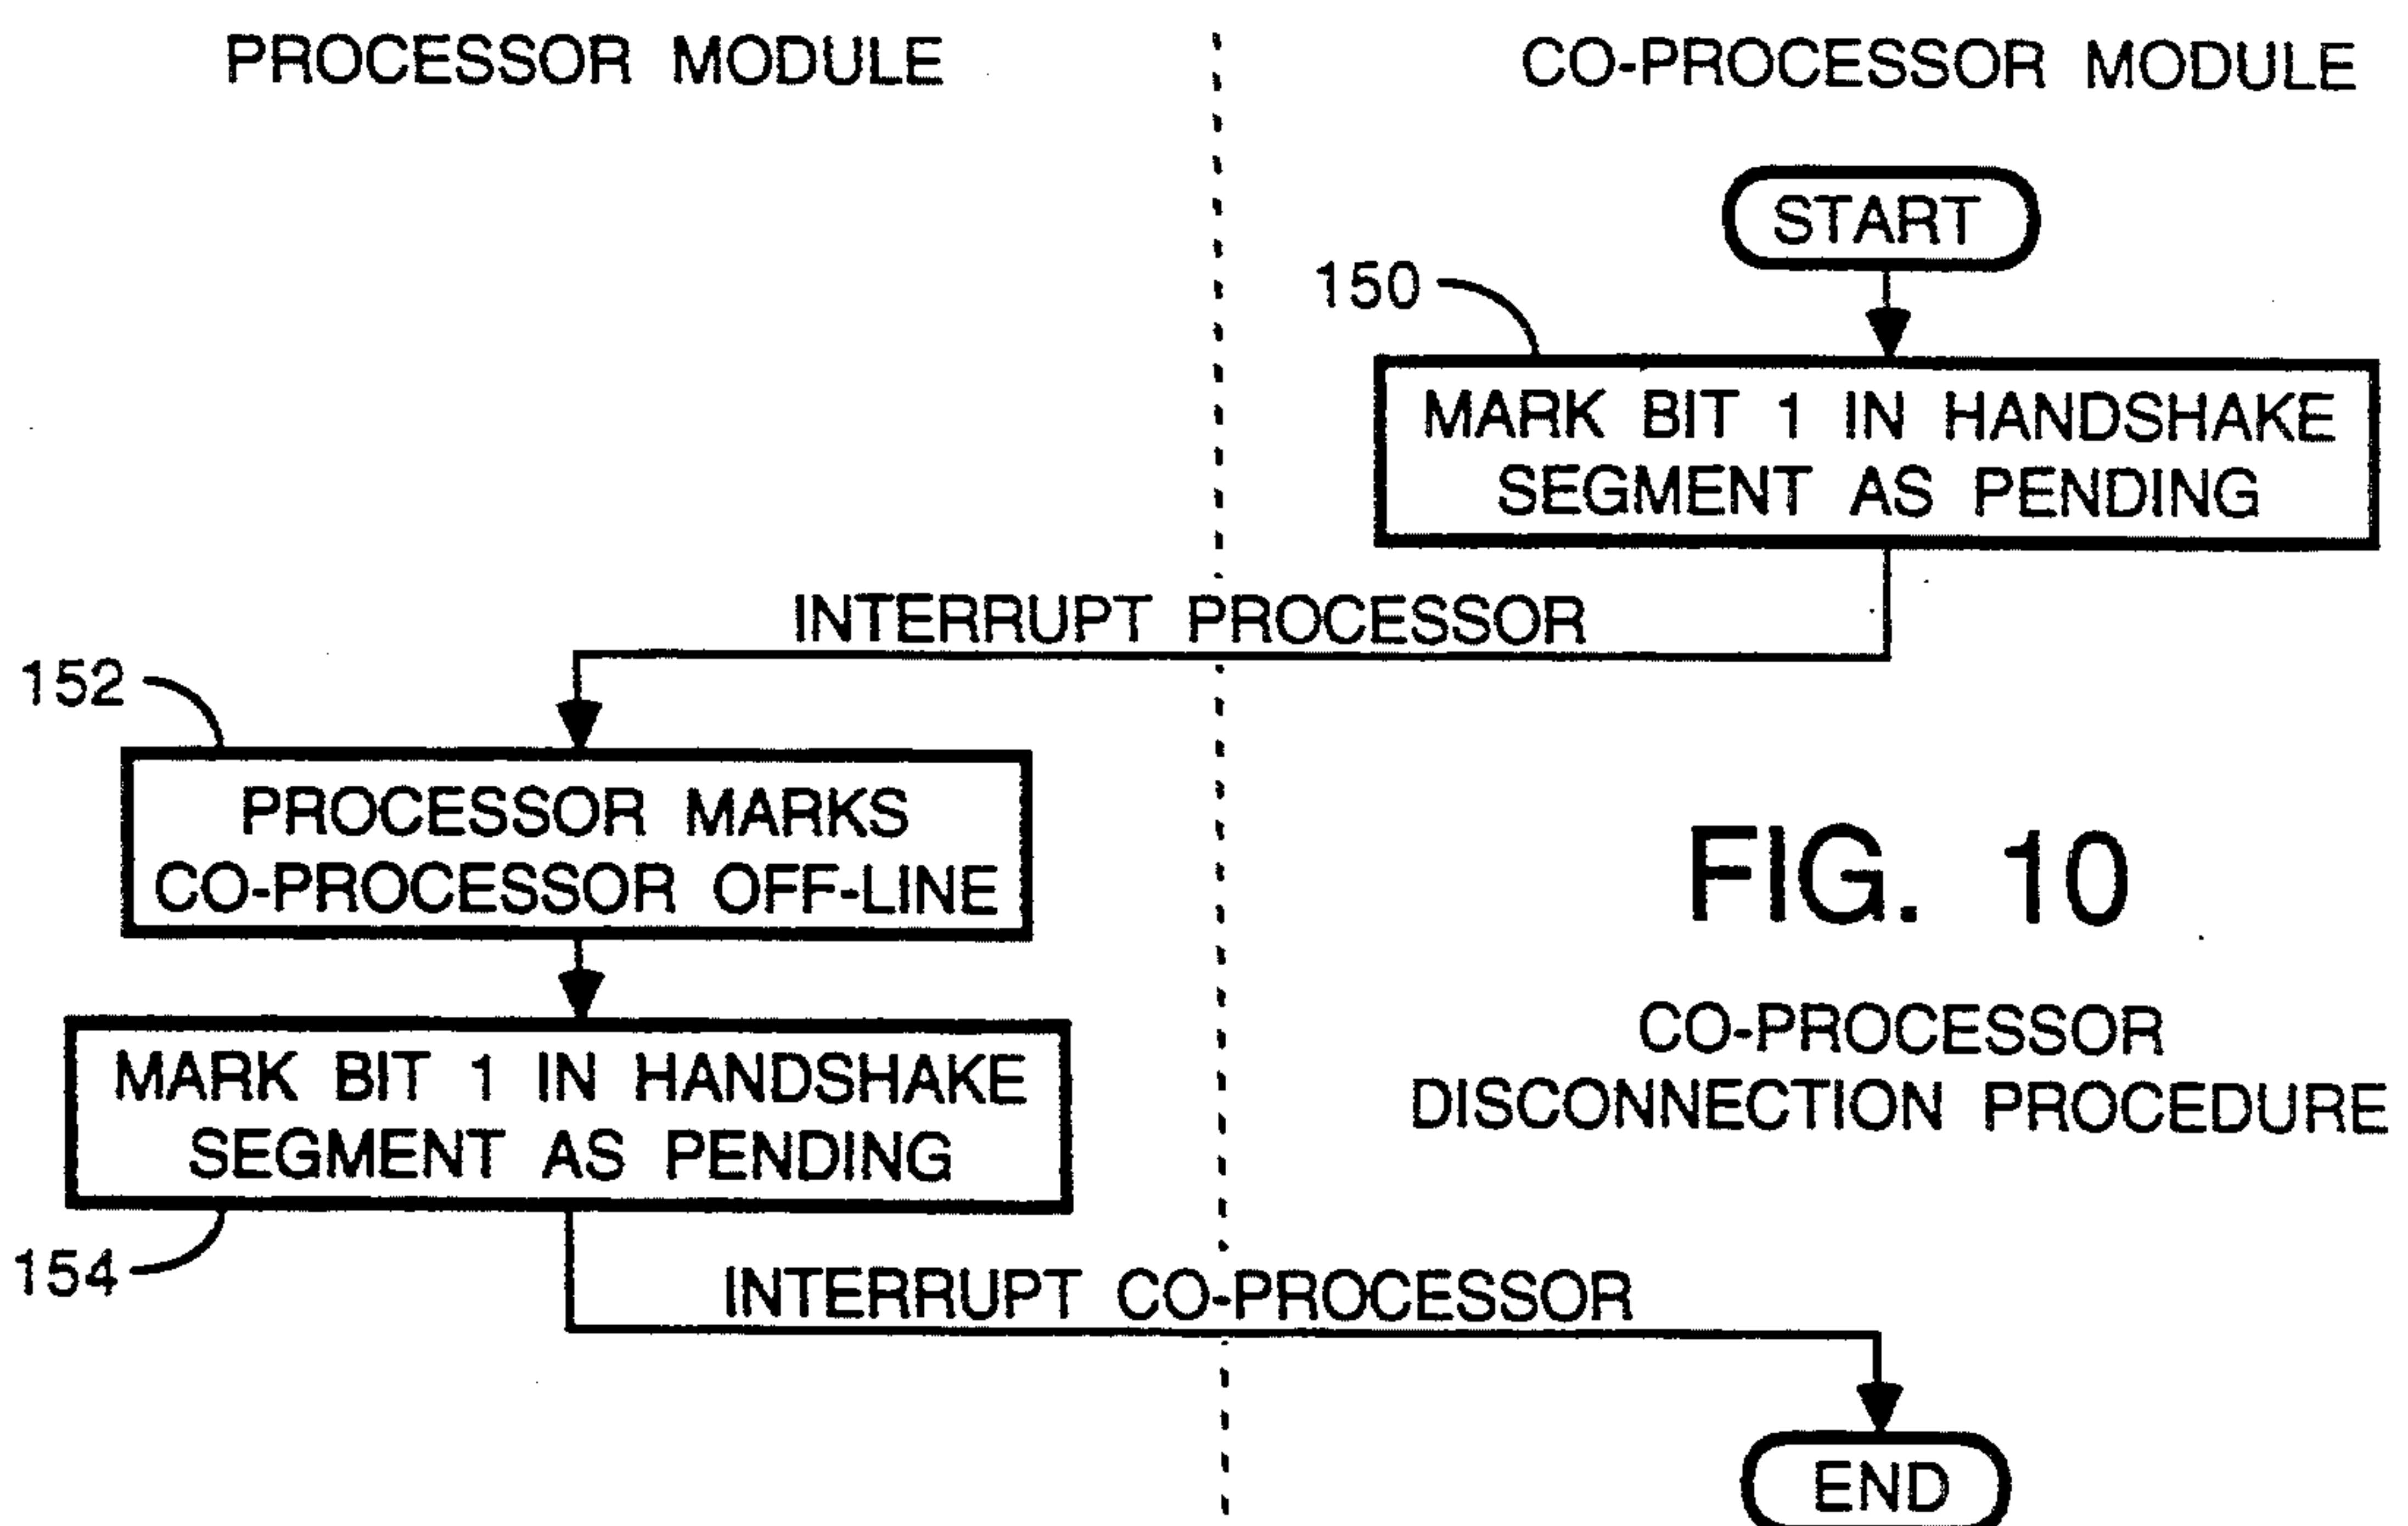 PROCESSOR MODULE
CO-PROCESSOR MODULE
START
150
MARK BIT 1 IN HANDSHAKE
SEGMENT AS PENDING
INTERRUPT PROCESSOR
152
PROCESSOR MARKS
CO-PROCESSOR OFF-LINE
FIG. 10
CO-PROCESSOR
DISCONNECTION PROCEDURE
MARK BIT 1 IN HANDSHAKE
SEGMENT AS PENDING
154
INTERRUPT CO-PROCESSOR
END